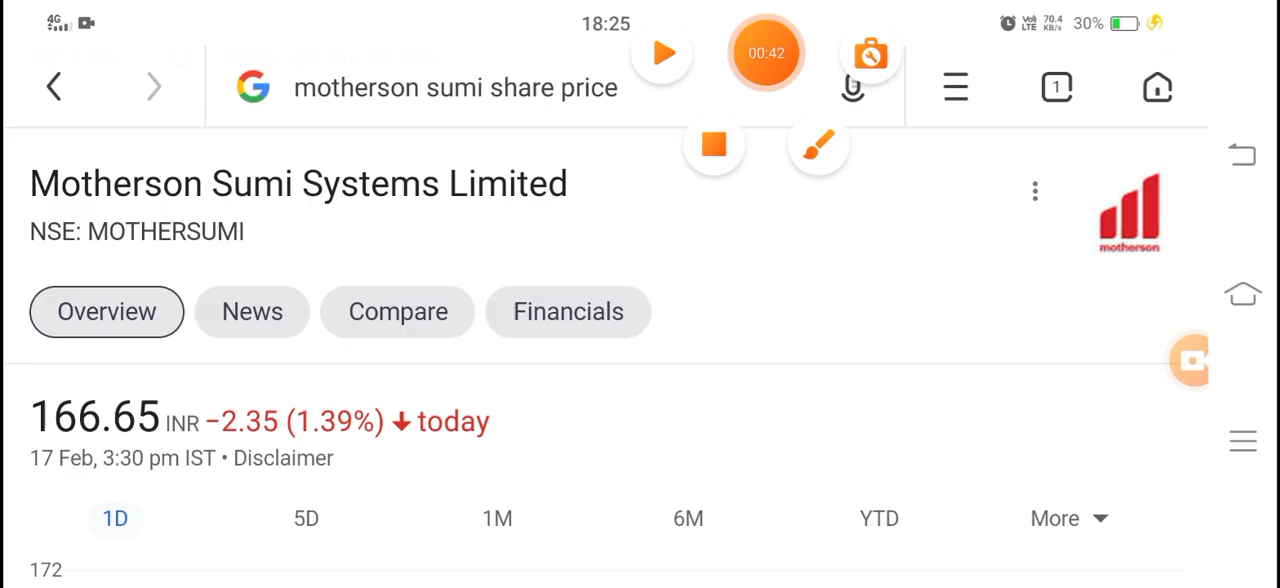 4G 18:25 Vo) LTE 70.4 KB/s 30%
00:42
motherson sumi share price 1
Motherson Sumi Systems Limited
NSE: MOTHERSUMI
motherson
Overview News Compare Financials
166.65 INR −2.35 (1.39%) today
17 Feb, 3:30 pm IST • Disclaimer
1D 5D 1M 6M YTD More
172